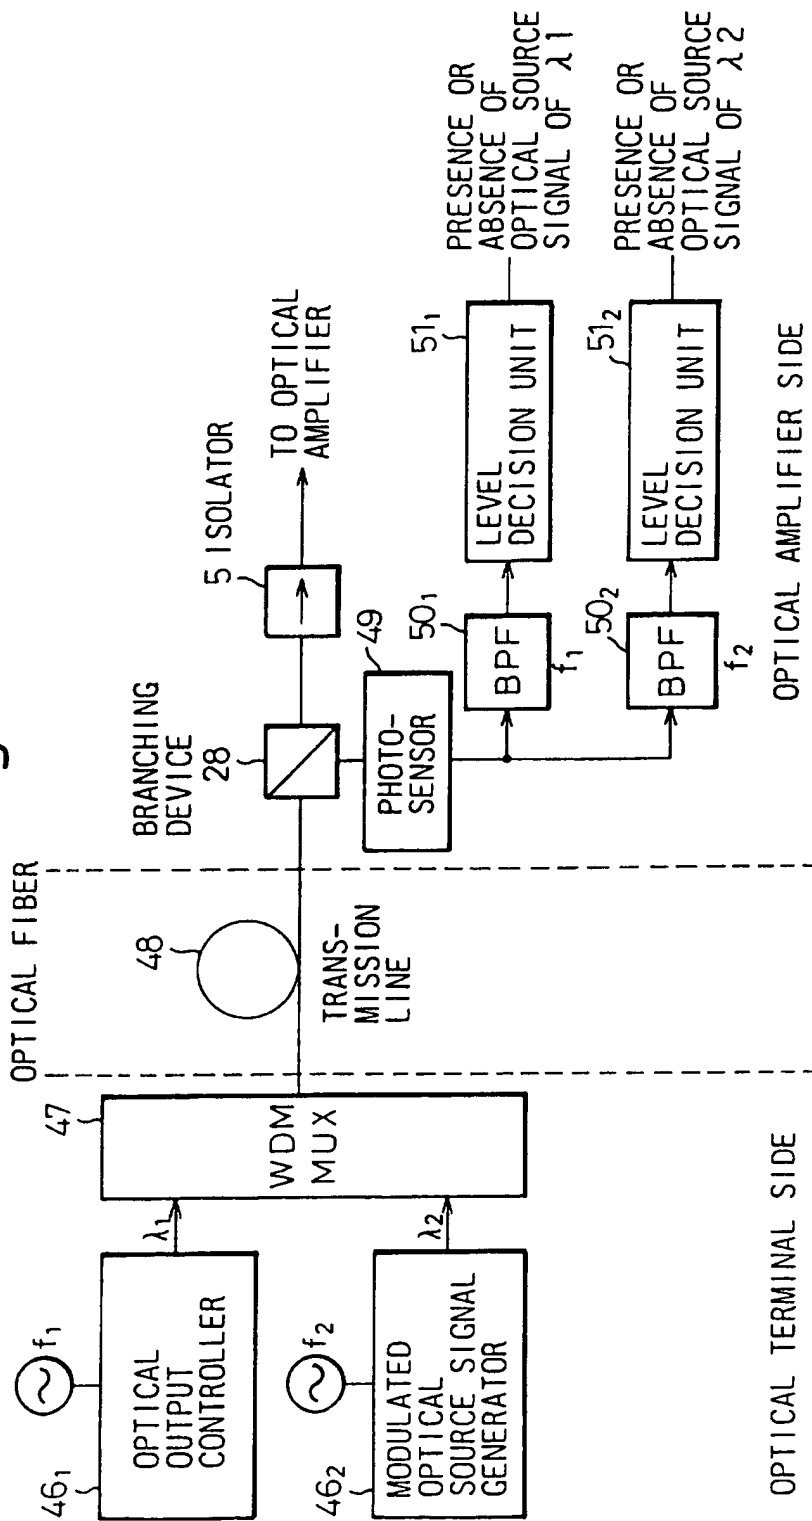 OPTICAL FIBER
46₁
f₁
OPTICAL
OUTPUT
CONTROLLER
λ₁
46₂
f₂
MODULATED
OPTICAL
SOURCE SIGNAL
GENERATOR
λ₂
47
WDM
MUX
48
TRANS-
MISSION
LINE
BRANCHING
DEVICE
28
5 ISOLATOR
TO OPTICAL
AMPLIFIER
49
PHOTO-
SENSOR
50₁
BPF
f₁
51₁
LEVEL
DECISION UNIT
PRESENCE OR
ABSENCE OF
OPTICAL SOURCE
SIGNAL OF λ1
50₂
BPF
f₂
51₂
LEVEL
DECISION UNIT
PRESENCE OR
ABSENCE OF
OPTICAL SOURCE
SIGNAL OF λ2
OPTICAL TERMINAL SIDE
OPTICAL AMPLIFIER SIDE